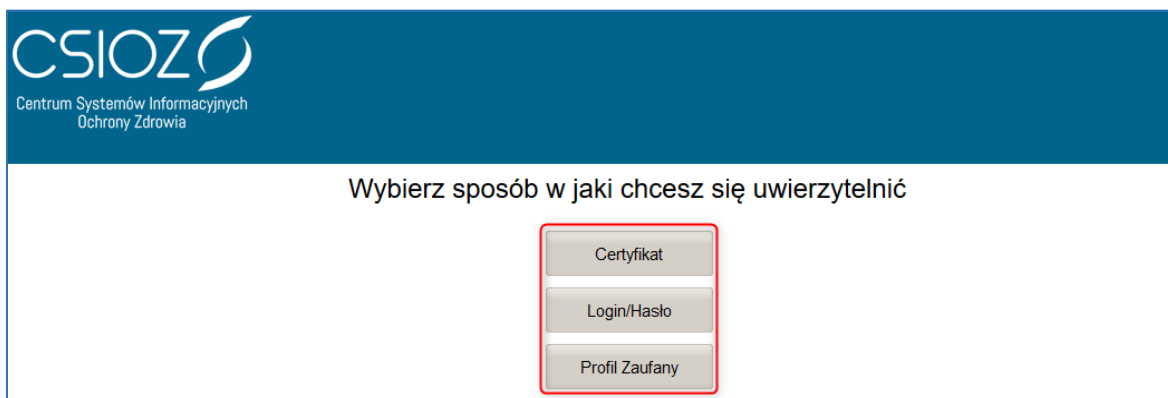 CSIOZ
Centrum Systemów Informacyjnych
Ochrony Zdrowia
Wybierz sposób w jaki chcesz się uwierzytelnić
Certyfikat
Login/Hasło
Profil Zaufany